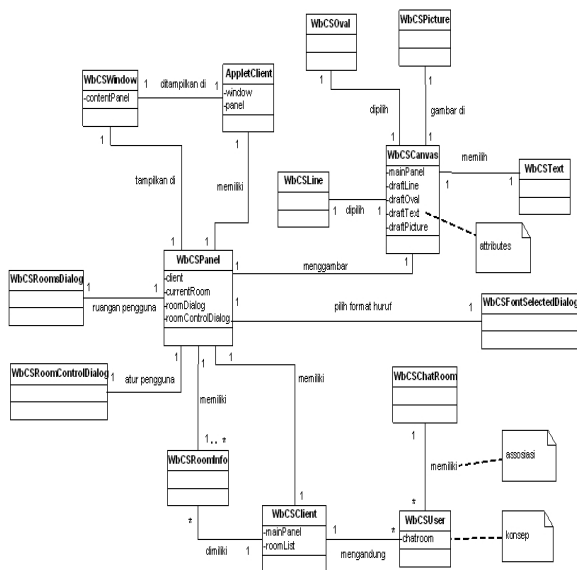 WbCSOval
WbCSPicture
WbCSWindow
-contentPanel
1
ditampilkan di
1
AppletClient
-window
-panel
1
dipilih
1
1
gambar di
1
1
tampilkan di
1
1
memiliki
1
WbCSCanvas
-mainPanel
-draftLine
-draftOval
-draftText
-draftPicture
memilih
1
1
WbCSText
WbCSLine
1
dipilih
1
attributes
WbCSPanel
-client
-currentRoom
-roomDialog
-roomControlDialog
1
menggambar
1
WbCSRoomsDialog
1
ruangan pengguna
1
1
pilih format huruf
1
WbCSFontSelectedDialog
WbCSRoomControlDialog
1
atur pengguna
1
1
memiliki
1.. *
1
memiliki
1
WbCSChatRoom
1
memiliki
*
assosiasi
WbCSRoomInfo
*
dimiliki
1
WbCSClient
-mainPanel
-roomList
1
mengandung
*
WbCSUser
-chatroom
konsep